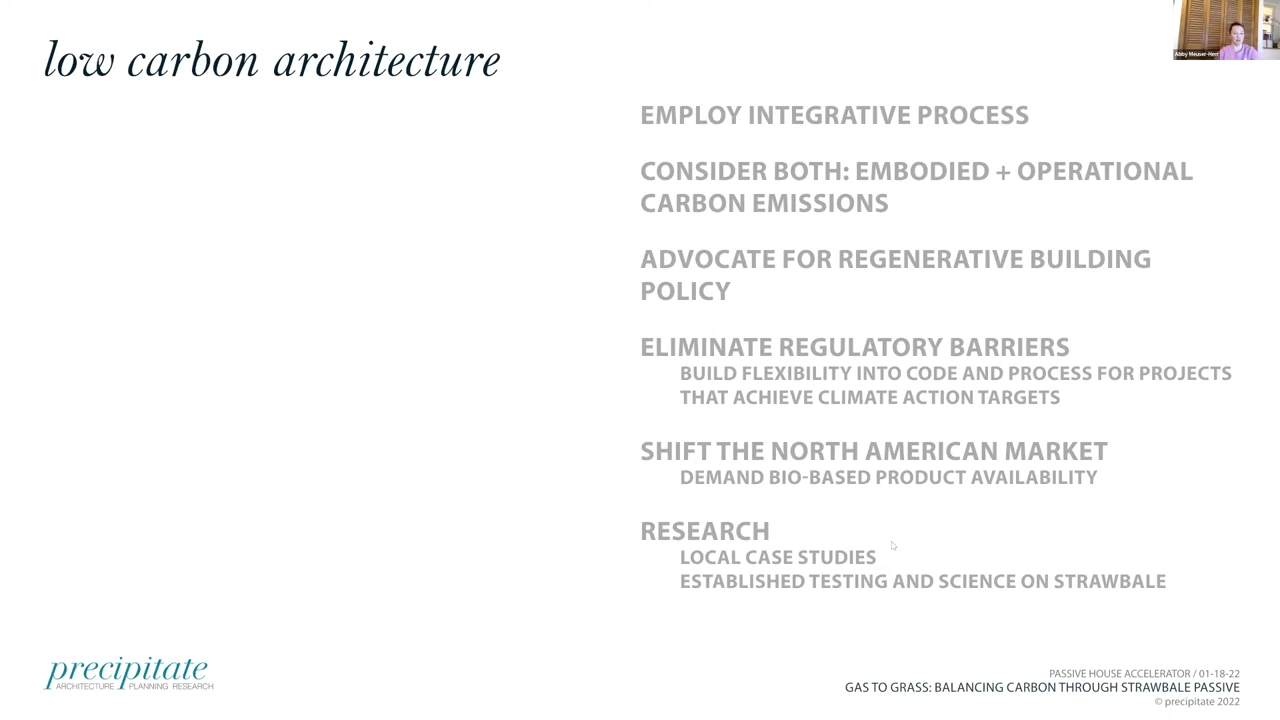 low carbon architecture
Abby Meuser-Herr
EMPLOY INTEGRATIVE PROCESS
CONSIDER BOTH: EMBODIED + OPERATIONAL
CARBON EMISSIONS
ADVOCATE FOR REGENERATIVE BUILDING
POLICY
ELIMINATE REGULATORY BARRIERS
BUILD FLEXIBILITY INTO CODE AND PROCESS FOR PROJECTS
THAT ACHIEVE CLIMATE ACTION TARGETS
SHIFT THE NORTH AMERICAN MARKET
DEMAND BIO-BASED PRODUCT AVAILABILITY
RESEARCH
LOCAL CASE STUDIES
ESTABLISHED TESTING AND SCIENCE ON STRAWBALE
precipitate
ARCHITECTURE PLANNING RESEARCH
PASSIVE HOUSE ACCELERATOR / 01-18-22
GAS TO GRASS: BALANCING CARBON THROUGH STRAWBALE PASSIVE
© precipitate 2022